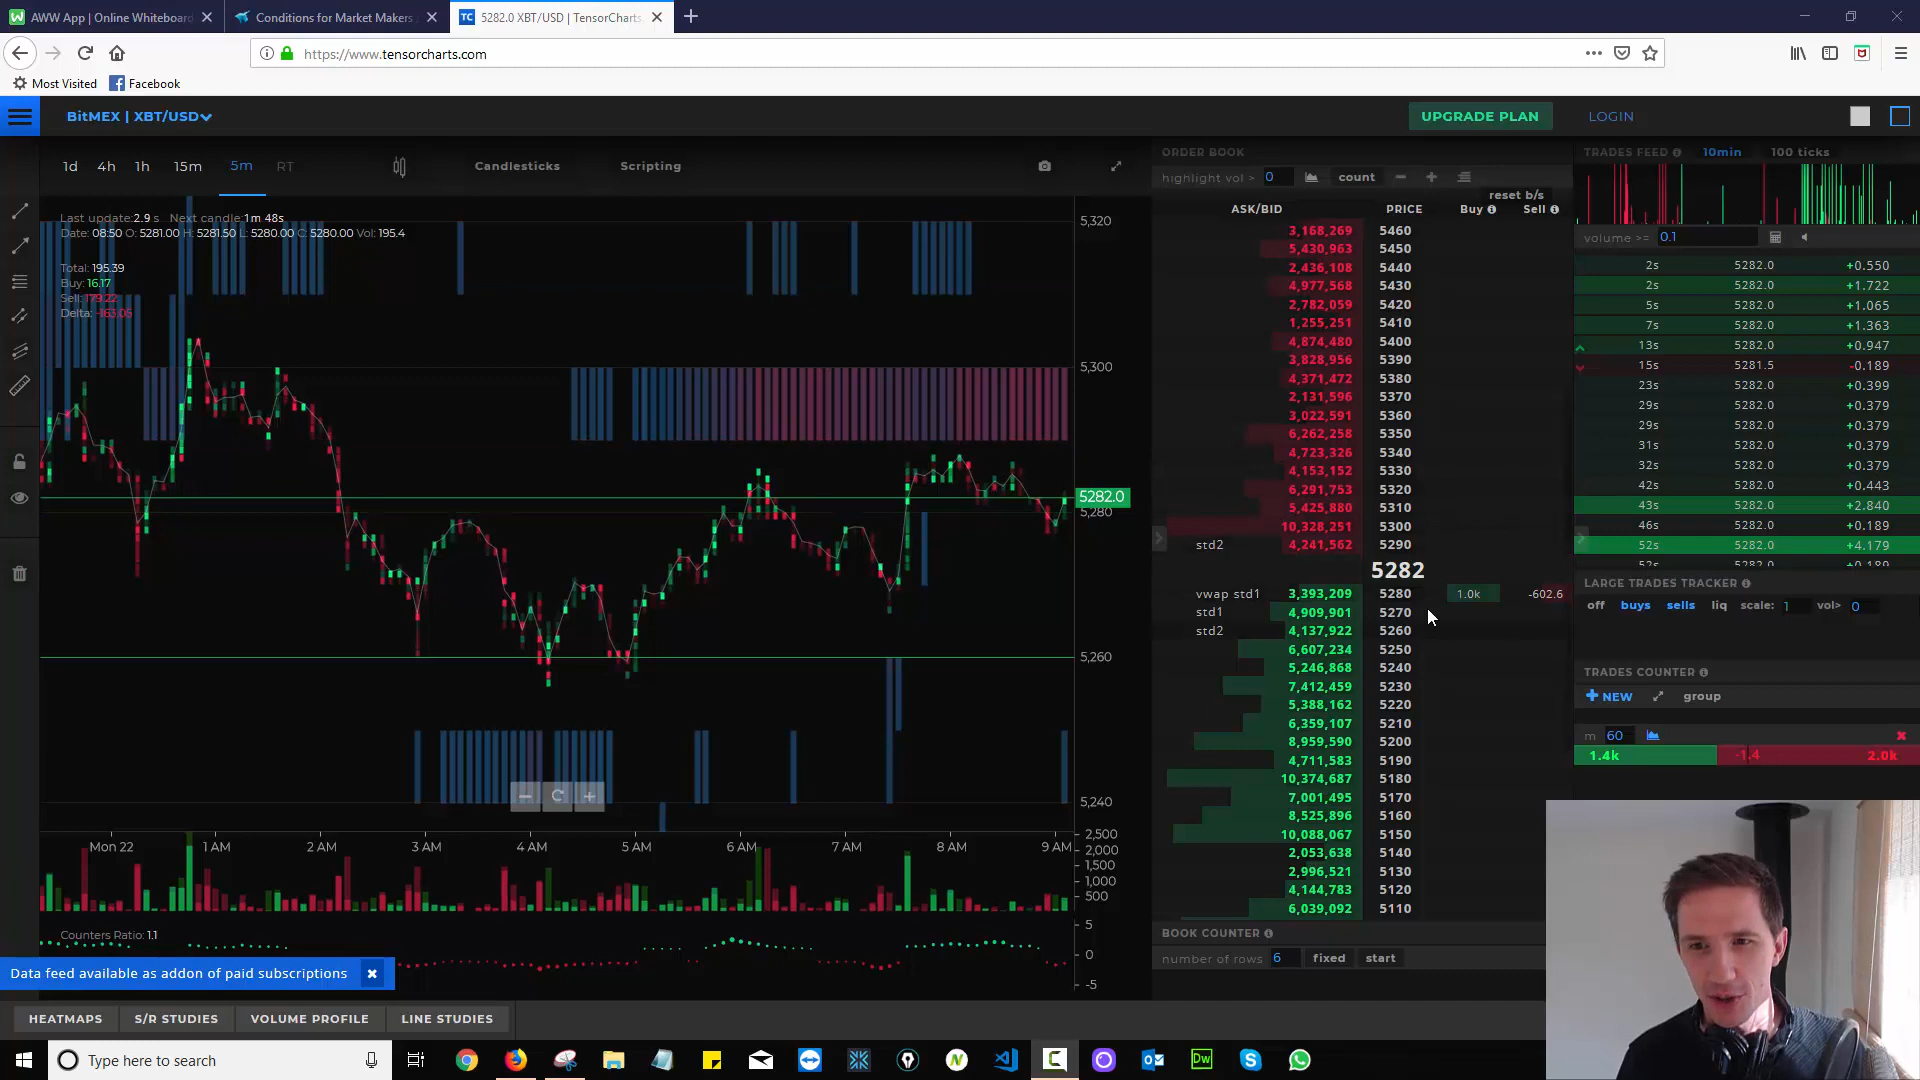 AWW App | Online Whiteboard
Conditions for Market Makers
TC 5282.0 XBT/USD | TensorCharts
https://www.tensorcharts.com
Most Visited
Facebook
BitMEX | XBT/USD
UPGRADE PLAN
LOGIN
1d 4h 1h 15m 5m RT
Candlesticks
Scripting
Last update:2.9 s Next candle:1m 48s
Date: 08:50 O: 5281.00 H: 5281.50 L: 5280.00 C: 5280.00 Vol: 195.4
Total: 195.39
Buy: 16.17
Sell: 179.22
Delta: -163.05
5,320
5,300
5282.0
5,280
5,260
5,240
Mon 22 1 AM 2 AM 3 AM 4 AM 5 AM 6 AM 7 AM 8 AM 9 AM
2,500
2,000
1,500
1,000
500
Counters Ratio: 1.1
5
0
-5
Data feed available as addon of paid subscriptions
HEATMAPS
S/R STUDIES
VOLUME PROFILE
LINE STUDIES
ORDER BOOK
highlight vol > 0 count
reset b/s
ASK/BID PRICE Buy Sell
3,168,269 5460
5,430,963 5450
2,436,108 5440
4,977,568 5430
2,782,059 5420
1,255,251 5410
4,874,480 5400
3,828,956 5390
4,371,472 5380
2,131,596 5370
3,022,591 5360
6,262,258 5350
4,723,326 5340
4,153,152 5330
6,291,753 5320
5,425,880 5310
10,328,251 5300
std2 4,241,562 5290
5282
vwap std1 3,393,209 5280 1.0k -602.6
std1 4,909,901 5270
std2 4,137,922 5260
6,607,234 5250
5,246,868 5240
7,412,459 5230
5,388,162 5220
6,359,107 5210
8,959,590 5200
4,711,583 5190
10,374,687 5180
7,001,495 5170
8,525,896 5160
10,088,067 5150
2,053,638 5140
2,996,521 5130
4,144,783 5120
6,039,092 5110
BOOK COUNTER
number of rows 6 fixed start
TRADES FEED 10min 100 ticks
volume >= 0.1
2s 5282.0 +0.550
2s 5282.0 +1.722
5s 5282.0 +1.065
7s 5282.0 +1.363
13s 5282.0 +0.947
15s 5281.5 -0.189
23s 5282.0 +0.399
29s 5282.0 +0.379
29s 5282.0 +0.379
31s 5282.0 +0.379
32s 5282.0 +0.379
42s 5282.0 +0.443
43s 5282.0 +2.840
46s 5282.0 +0.189
52s 5282.0 +4.179
52s 5282.0 +0.189
LARGE TRADES TRACKER
off buys sells liq scale: 1 vol> 0
TRADES COUNTER
NEW group
m 60
1.4k -1.4 2.0k
Type here to search